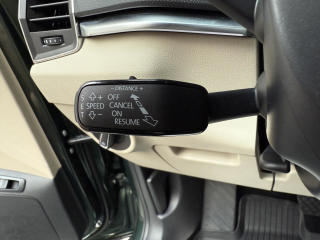 - DISTANCE +
+ OFF
E SPEED CANCEL
- ON
RESUME